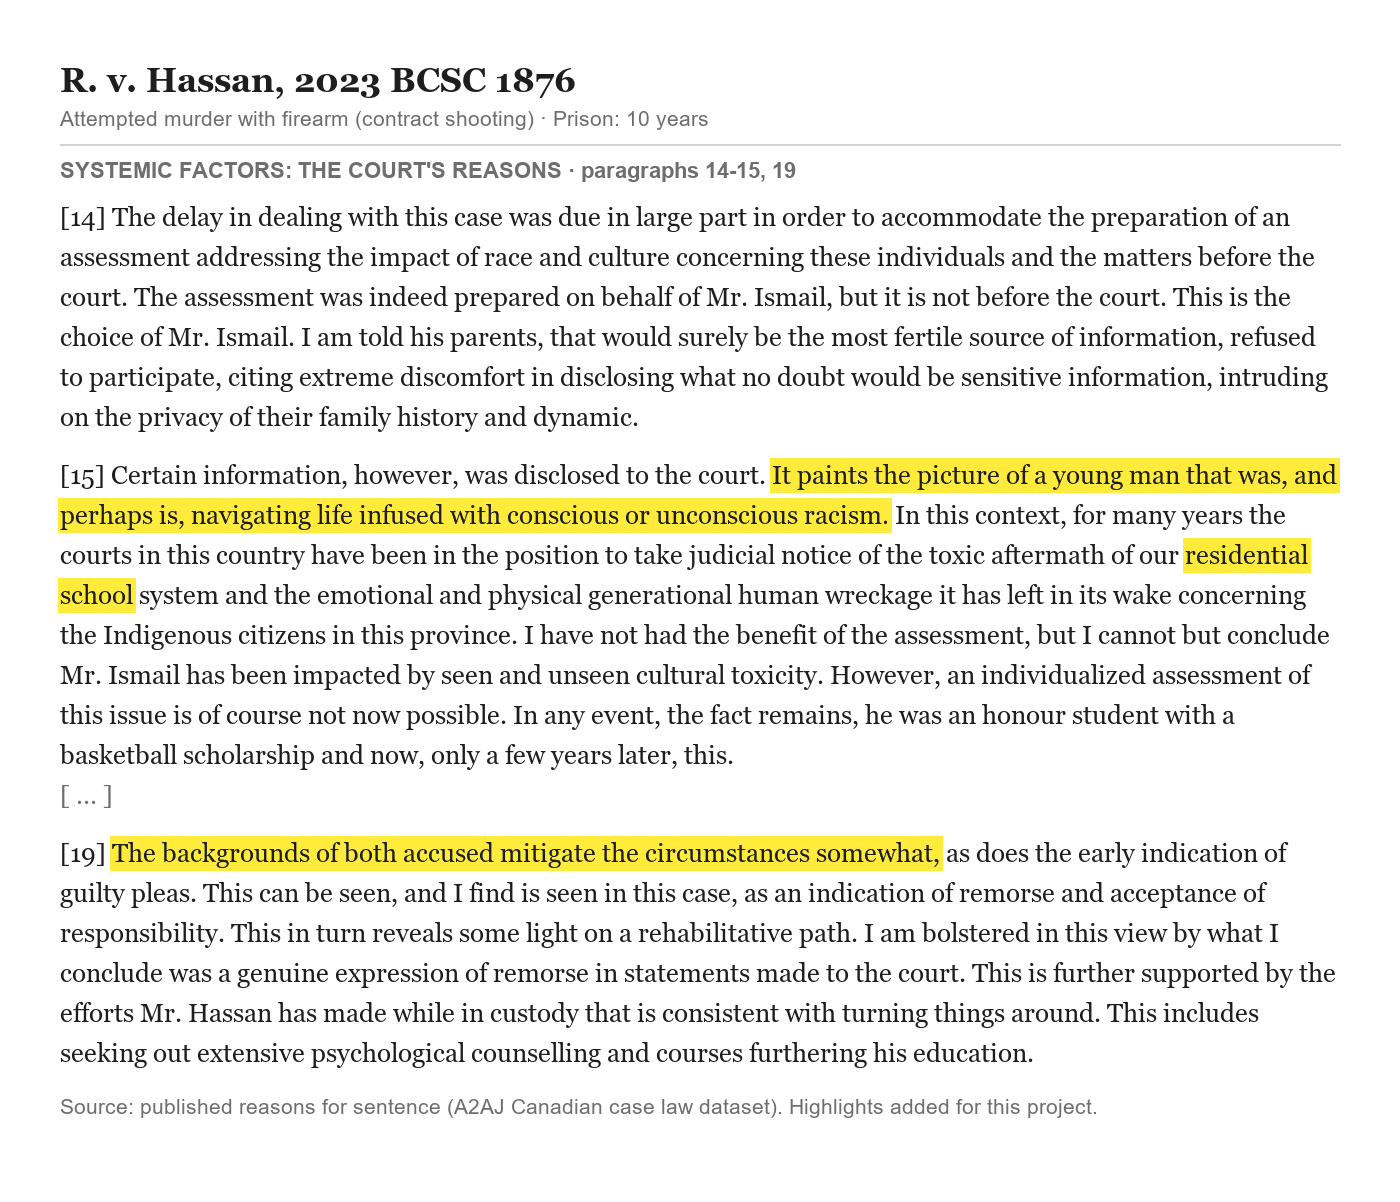 R. v. Hassan, 2023 BCSC 1876
Attempted murder with firearm (contract shooting) · Prison: 10 years
SYSTEMIC FACTORS: THE COURT'S REASONS · paragraphs 14-15, 19
[14] The delay in dealing with this case was due in large part in order to accommodate the preparation of an
assessment addressing the impact of race and culture concerning these individuals and the matters before the
court. The assessment was indeed prepared on behalf of Mr. Ismail, but it is not before the court. This is the
choice of Mr. Ismail. I am told his parents, that would surely be the most fertile source of information, refused
to participate, citing extreme discomfort in disclosing what no doubt would be sensitive information, intruding
on the privacy of their family history and dynamic.
[15] Certain information, however, was disclosed to the court. It paints the picture of a young man that was, and
perhaps is, navigating life infused with conscious or unconscious racism. In this context, for many years the
courts in this country have been in the position to take judicial notice of the toxic aftermath of our residential
school system and the emotional and physical generational human wreckage it has left in its wake concerning
the Indigenous citizens in this province. I have not had the benefit of the assessment, but I cannot but conclude
Mr. Ismail has been impacted by seen and unseen cultural toxicity. However, an individualized assessment of
this issue is of course not now possible. In any event, the fact remains, he was an honour student with a
basketball scholarship and now, only a few years later, this.
[ ... ]
[19] The backgrounds of both accused mitigate the circumstances somewhat, as does the early indication of
guilty pleas. This can be seen, and I find is seen in this case, as an indication of remorse and acceptance of
responsibility. This in turn reveals some light on a rehabilitative path. I am bolstered in this view by what I
conclude was a genuine expression of remorse in statements made to the court. This is further supported by the
efforts Mr. Hassan has made while in custody that is consistent with turning things around. This includes
seeking out extensive psychological counselling and courses furthering his education.
Source: published reasons for sentence (A2AJ Canadian case law dataset). Highlights added for this project.